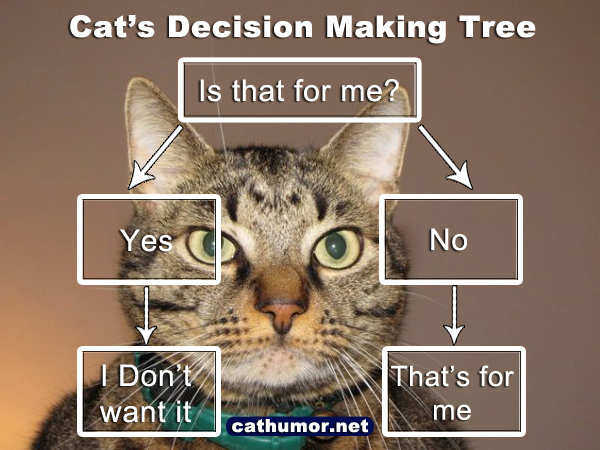 Cat's Decision Making Tree
Is that for me?
Yes
No
I Don't
want it
That's for
me
cathumor.net